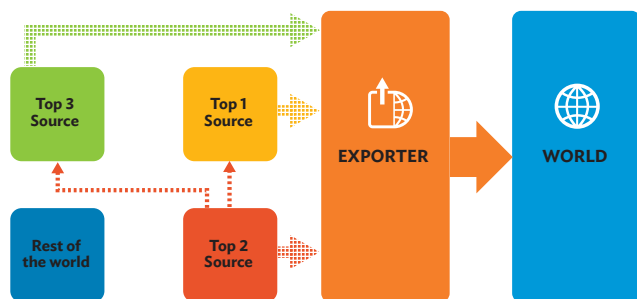 Top 3
Source
Top 1
Source
EXPORTER
WORLD
Rest of
the world
Top 2
Source